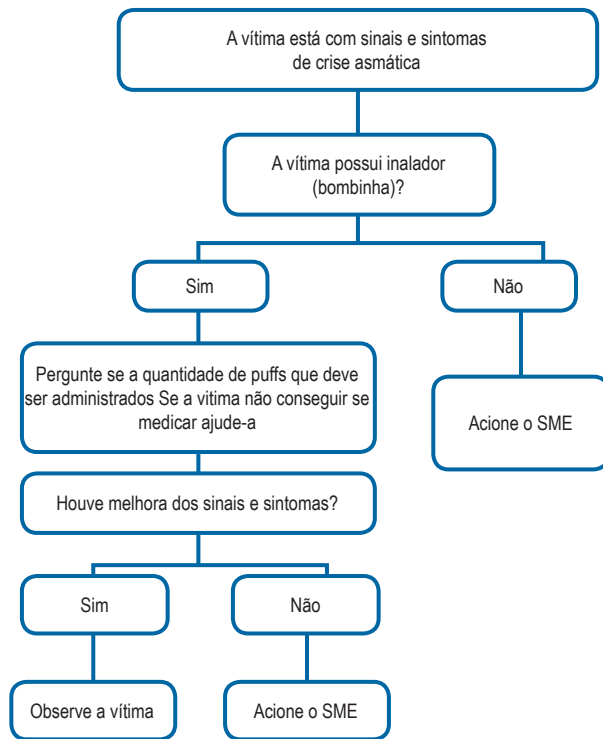 A vítima está com sinais e sintomas
de crise asmática
A vítima possui inalador
(bombinha)?
Sim
Não
Pergunte se a quantidade de puffs que deve
ser administrados Se a vitima não conseguir se
medicar ajude-a
Acione o SME
Houve melhora dos sinais e sintomas?
Sim
Não
Observe a vítima
Acione o SME